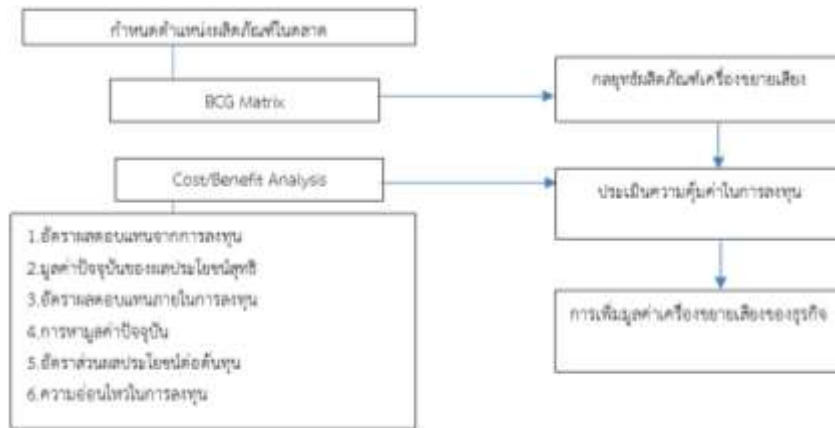 กำหนดตำแหน่งผลิตภัณฑ์ในตลาด
BCG Matrix
กลยุทธ์ผลิตภัณฑ์เครื่องขยายเสียง
Cost/Benefit Analysis
ประเมินความคุ้มค่าในการลงทุน
1.อัตราผลตอบแทนจากการลงทุน
2.มูลค่าปัจจุบันของผลประโยชน์สุทธิ
3.อัตราผลตอบแทนภายในการลงทุน
4.การหามูลค่าปัจจุบัน
5.อัตราส่วนผลประโยชน์ต่อต้นทุน
6.ความอ่อนไหวในการลงทุน
การเพิ่มมูลค่าเครื่องขยายเสียงของธุรกิจ